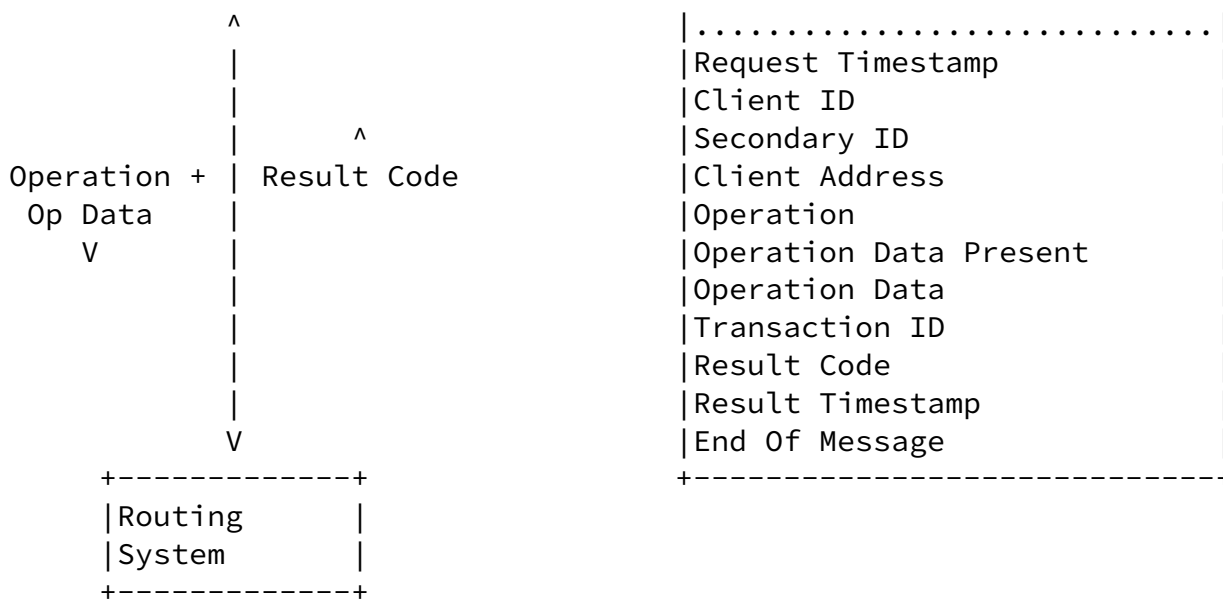 ^ |.............................|
| |Request Timestamp |
| |Client ID |
| ^ |Secondary ID |
Operation + | Result Code |Client Address |
Op Data | |Operation |
V | |Operation Data Present |
| |Operation Data |
| |Transaction ID |
| |Result Code |
| |Result Timestamp |
V |End Of Message |
+-------------+ +-----------------------------
|Routing |
|System |
+-------------+